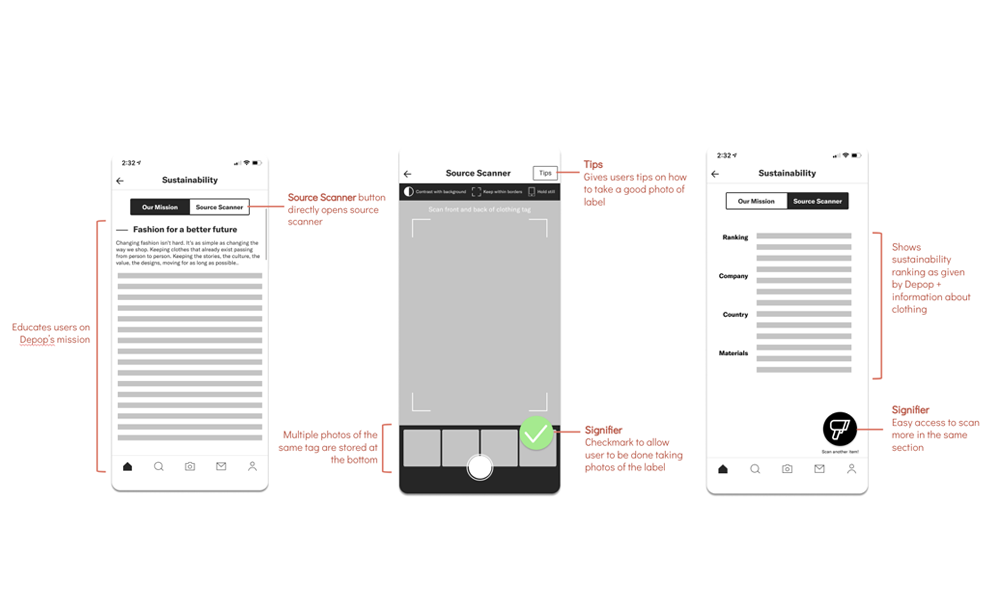 2:32
Sustainability
Our Mission
Source Scanner
Fashion for a better future
Changing fashion isn't hard. It's as simple as changing the
way we shop. Keeping clothes that already exist passing
from person to person. Keeping the stories, the culture, the
value, the designs, moving for as long as possible..
Educates users on
Depop's mission
Source Scanner button
directly opens source
scanner
Source Scanner
Tips
Contrast with background
Keep within borders
Hold still
Scan front and back of clothing tag
Tips
Gives users tips on how
to take a good photo of
label
Multiple photos of the
same tag are stored at
the bottom
Signifier
Checkmark to allow
user to be done taking
photos of the label
2:32
Sustainability
Our Mission
Source Scanner
Ranking
Company
Country
Materials
Scan another item!
Shows
sustainability
ranking as given
by Depop +
information about
clothing
Signifier
Easy access to scan
more in the same
section